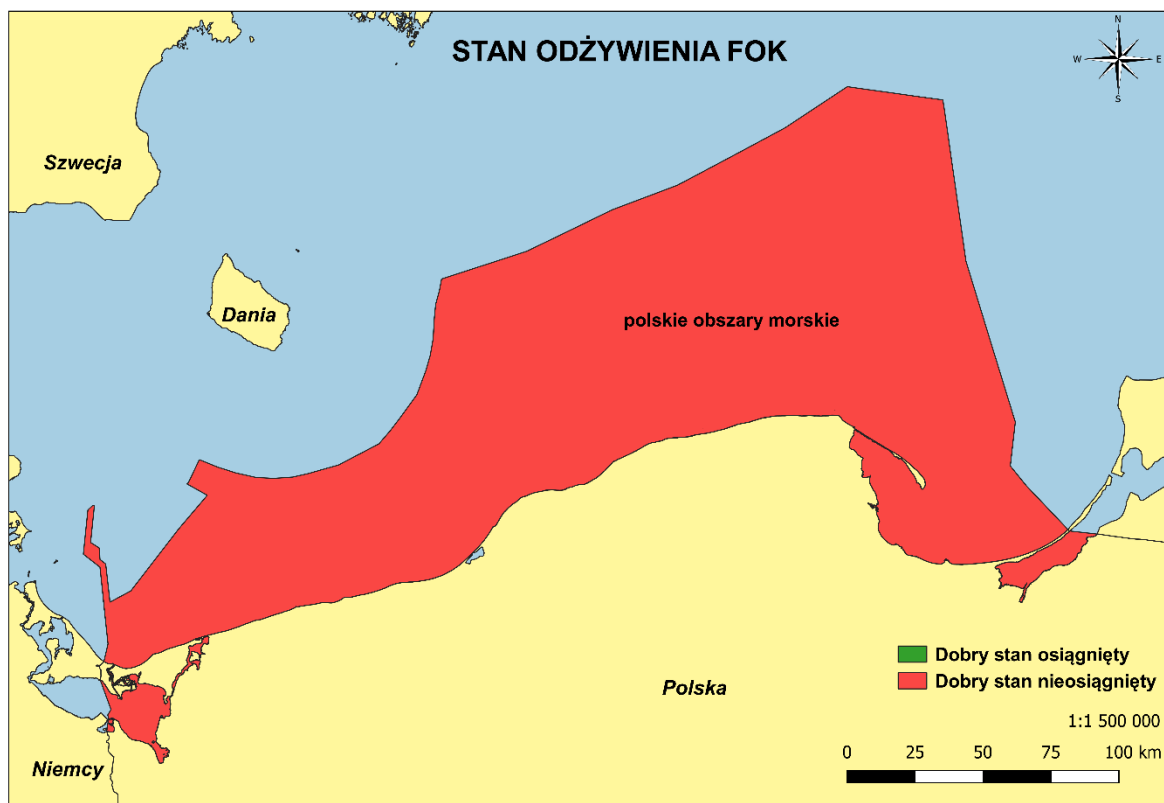 STAN ODŻYWIENIA FOK
N
W E
S
Szwecja
Dania
polskie obszary morskie
Dobry stan osiągnięty
Dobry stan nieosiągnięty
Polska
1:1 500 000
0 25 50 75 100 km
Niemcy